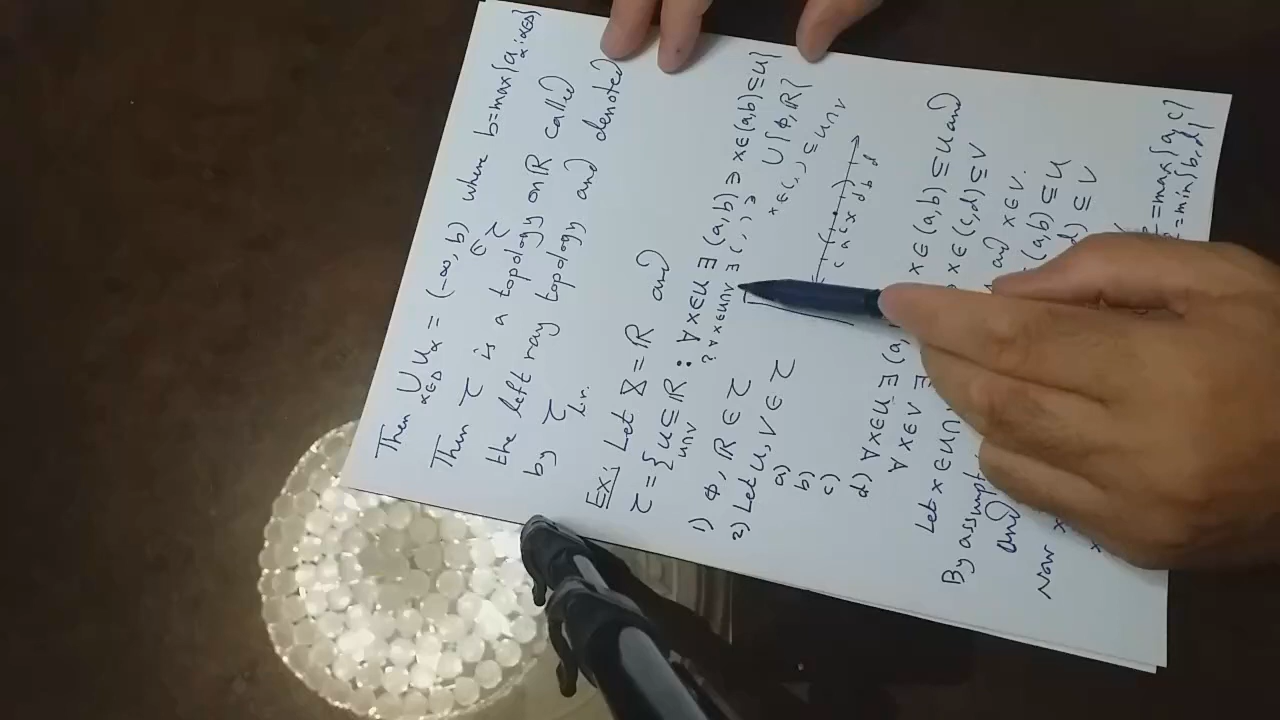 Then ⋃_{α∈Δ} U_α = (-∞, b) where b = max{a_α : α∈Δ}
∈ τ
Then τ is a topology on ℝ called
the left ray topology and denoted
by τ_{l.r.}
Ex: Let X = ℝ and
τ = {U ⊆ ℝ : ∀ x∈U ∃ (a,b) ∋ x∈(a,b) ⊆ U}
U∩V ∀ x∈U∩V ∃ ( , ) ∋ ∪ {φ, ℝ}
x∈( , ) ⊆ U∩V
1) φ, ℝ ∈ τ
2) Let U, V ∈ τ
a)
b)
c)
d)
c a c x d b d
∀ x∈U ∃ (a, x∈(a,b) ⊆ U and
∀ x∈V ∃ x∈(c,d) ⊆ V
Let x∈U∩ and x∈V.
By assumpt (a,b) ⊆ U
and d) ⊆ V
Now x
x
=max{a,c}
=min{b,d}